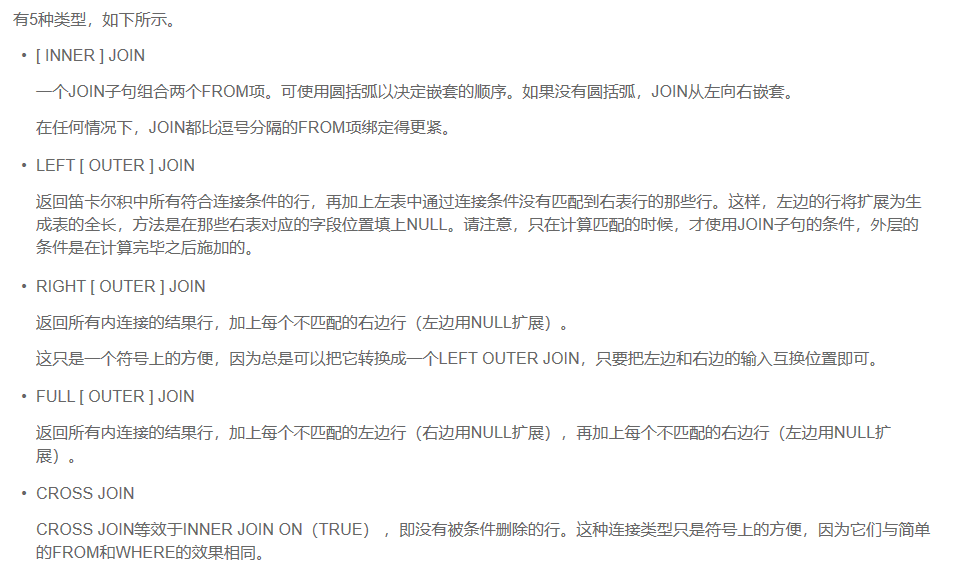 有5种类型，如下所示。
• [ INNER ] JOIN
一个JOIN子句组合两个FROM项。可使用圆括弧以决定嵌套的顺序。如果没有圆括弧，JOIN从左向右嵌套。
在任何情况下，JOIN都比逗号分隔的FROM项绑定得更紧。
• LEFT [ OUTER ] JOIN
返回笛卡尔积中所有符合连接条件的行，再加上左表中通过连接条件没有匹配到右表行的那些行。这样，左边的行将扩展为生
成表的全长，方法是在那些右表对应的字段位置填上NULL。请注意，只在计算匹配的时候，才使用JOIN子句的条件，外层的
条件是在计算完毕之后施加的。
• RIGHT [ OUTER ] JOIN
返回所有内连接的结果行，加上每个不匹配的右边行（左边用NULL扩展）。
这只是一个符号上的方便，因为总是可以把它转换成一个LEFT OUTER JOIN，只要把左边和右边的输入互换位置即可。
• FULL [ OUTER ] JOIN
返回所有内连接的结果行，加上每个不匹配的左边行（右边用NULL扩展），再加上每个不匹配的右边行（左边用NULL扩
展）。
• CROSS JOIN
CROSS JOIN等效于INNER JOIN ON（TRUE） ，即没有被条件删除的行。这种连接类型只是符号上的方便，因为它们与简单
的FROM和WHERE的效果相同。